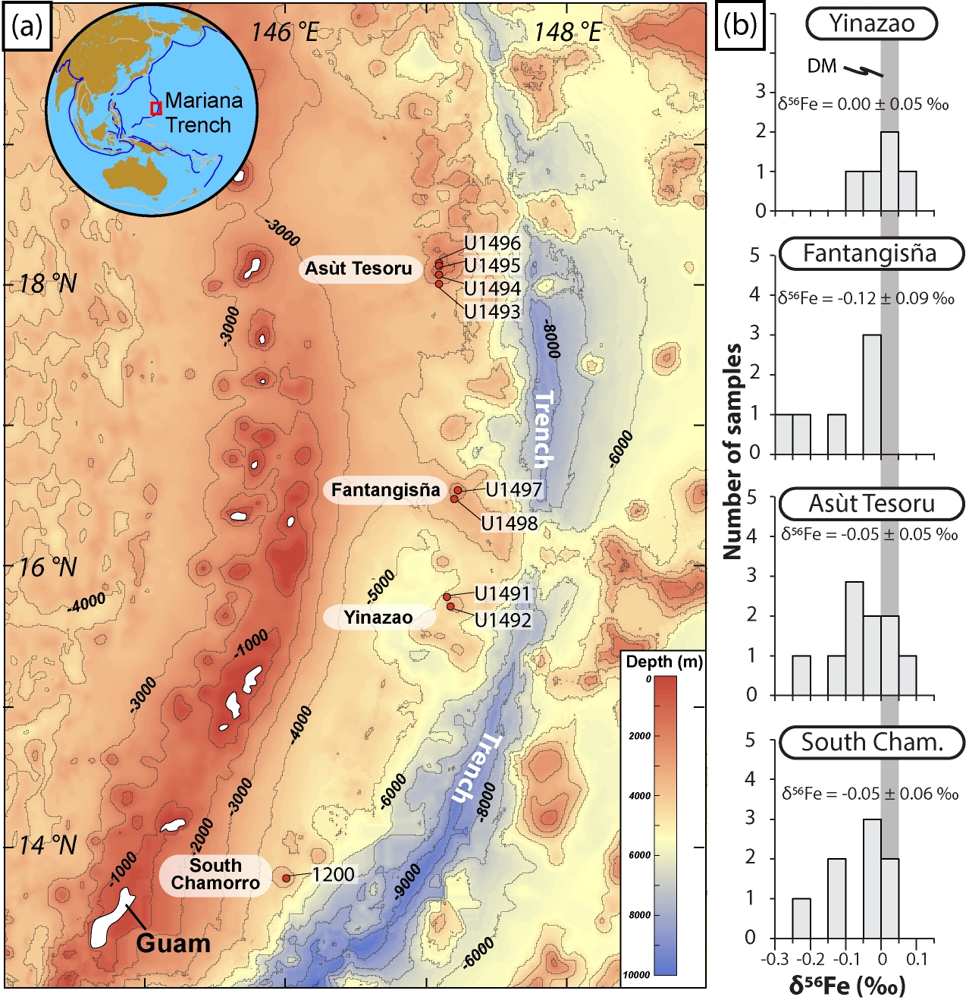 (a)
146 °E
148 °E
Mariana
Trench
-3000
U1496
U1495
U1494
U1493
Asùt Tesoru
18 °N
-3000
-8000
Trench
-6000
Fantangisña
U1497
U1498
16 °N
-5000
-4000
U1491
U1492
Yinazao
-1000
-3000
-4000
Trench
-6000
-8000
-3000
-2000
14 °N
-1000
South
Chamorro
1200
-9000
Guam
-6000
Depth (m)
0
2000
4000
6000
8000
10000
(b)
Yinazao
DM
δ⁵⁶Fe = 0.00 ± 0.05 ‰
3
2
1
0
Fantangisña
δ⁵⁶Fe = -0.12 ± 0.09 ‰
5
4
3
2
1
0
Number of samples
Asùt Tesoru
δ⁵⁶Fe = -0.05 ± 0.05 ‰
5
4
3
2
1
0
South Cham.
δ⁵⁶Fe = -0.05 ± 0.06 ‰
5
4
3
2
1
0
-0.3 -0.2 -0.1 0 0.1
δ⁵⁶Fe (‰)